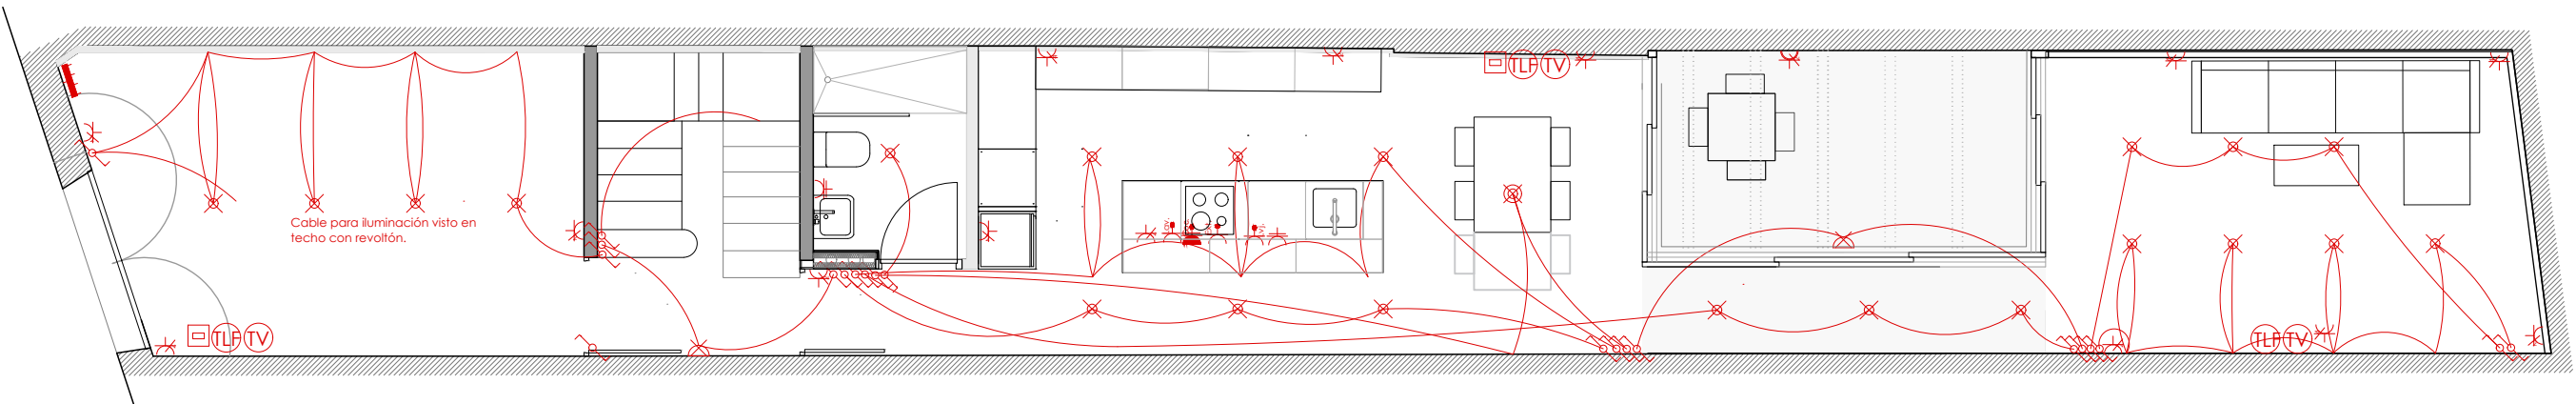 TLF TV
Cable para iluminación visto en
techo con revoltón.
TLF TV
TLF TV